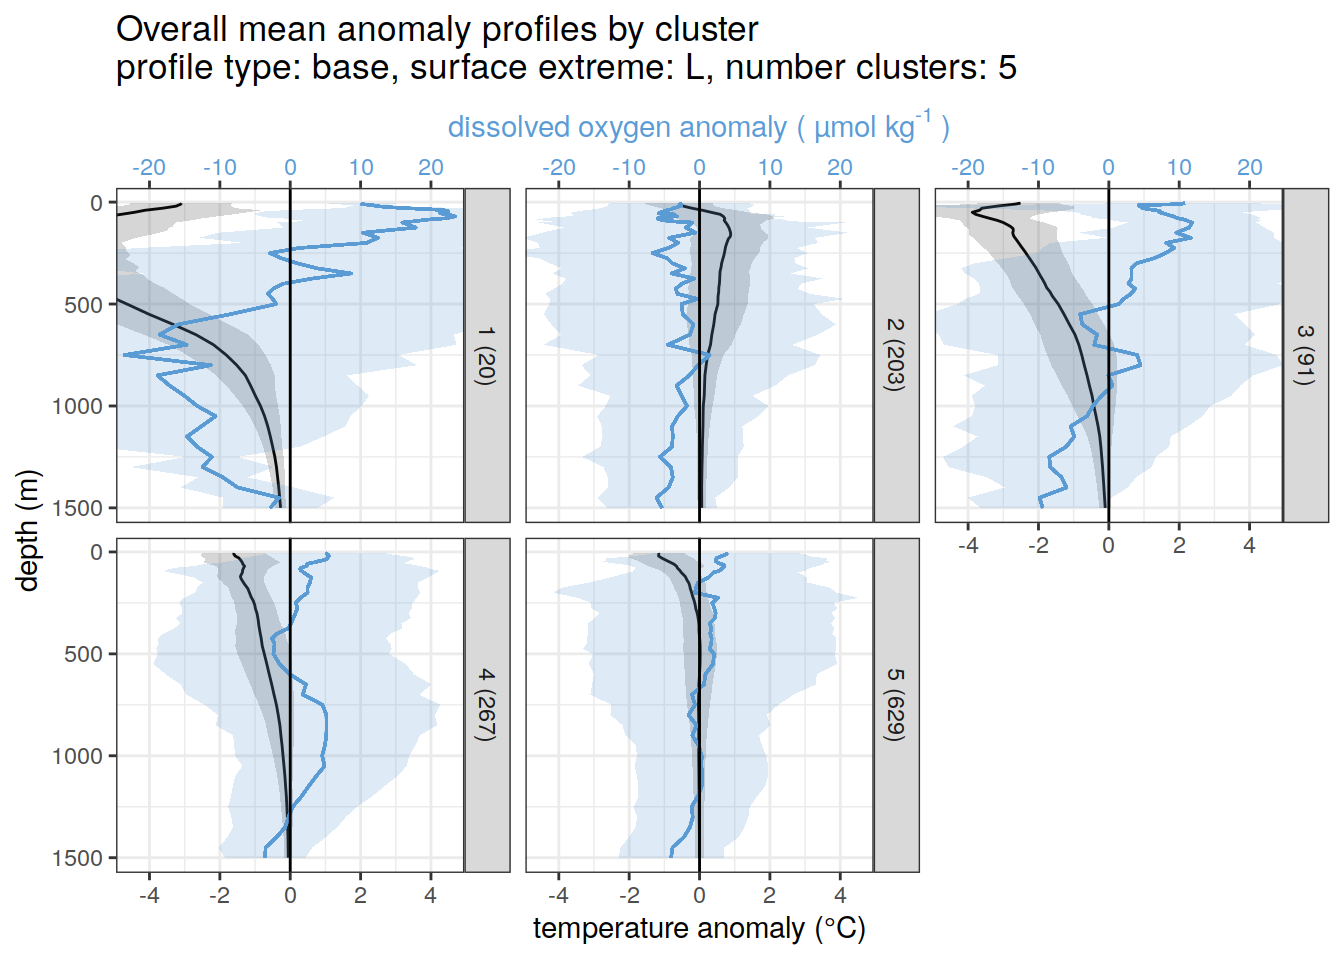 Overall mean anomaly profiles by cluster
profile type: base, surface extreme: L, number clusters: 5
dissolved oxygen anomaly ( μmol kg⁻¹ )
-20 -10 0 10 20 -20 -10 0 10 20 -20 -10 0 10 20
0
500
1000
1500
1 (20)
2 (203)
3 (91)
-4 -2 0 2 4
depth (m)
0
500
1000
1500
4 (267)
5 (629)
-4 -2 0 2 4 -4 -2 0 2 4
temperature anomaly (°C)